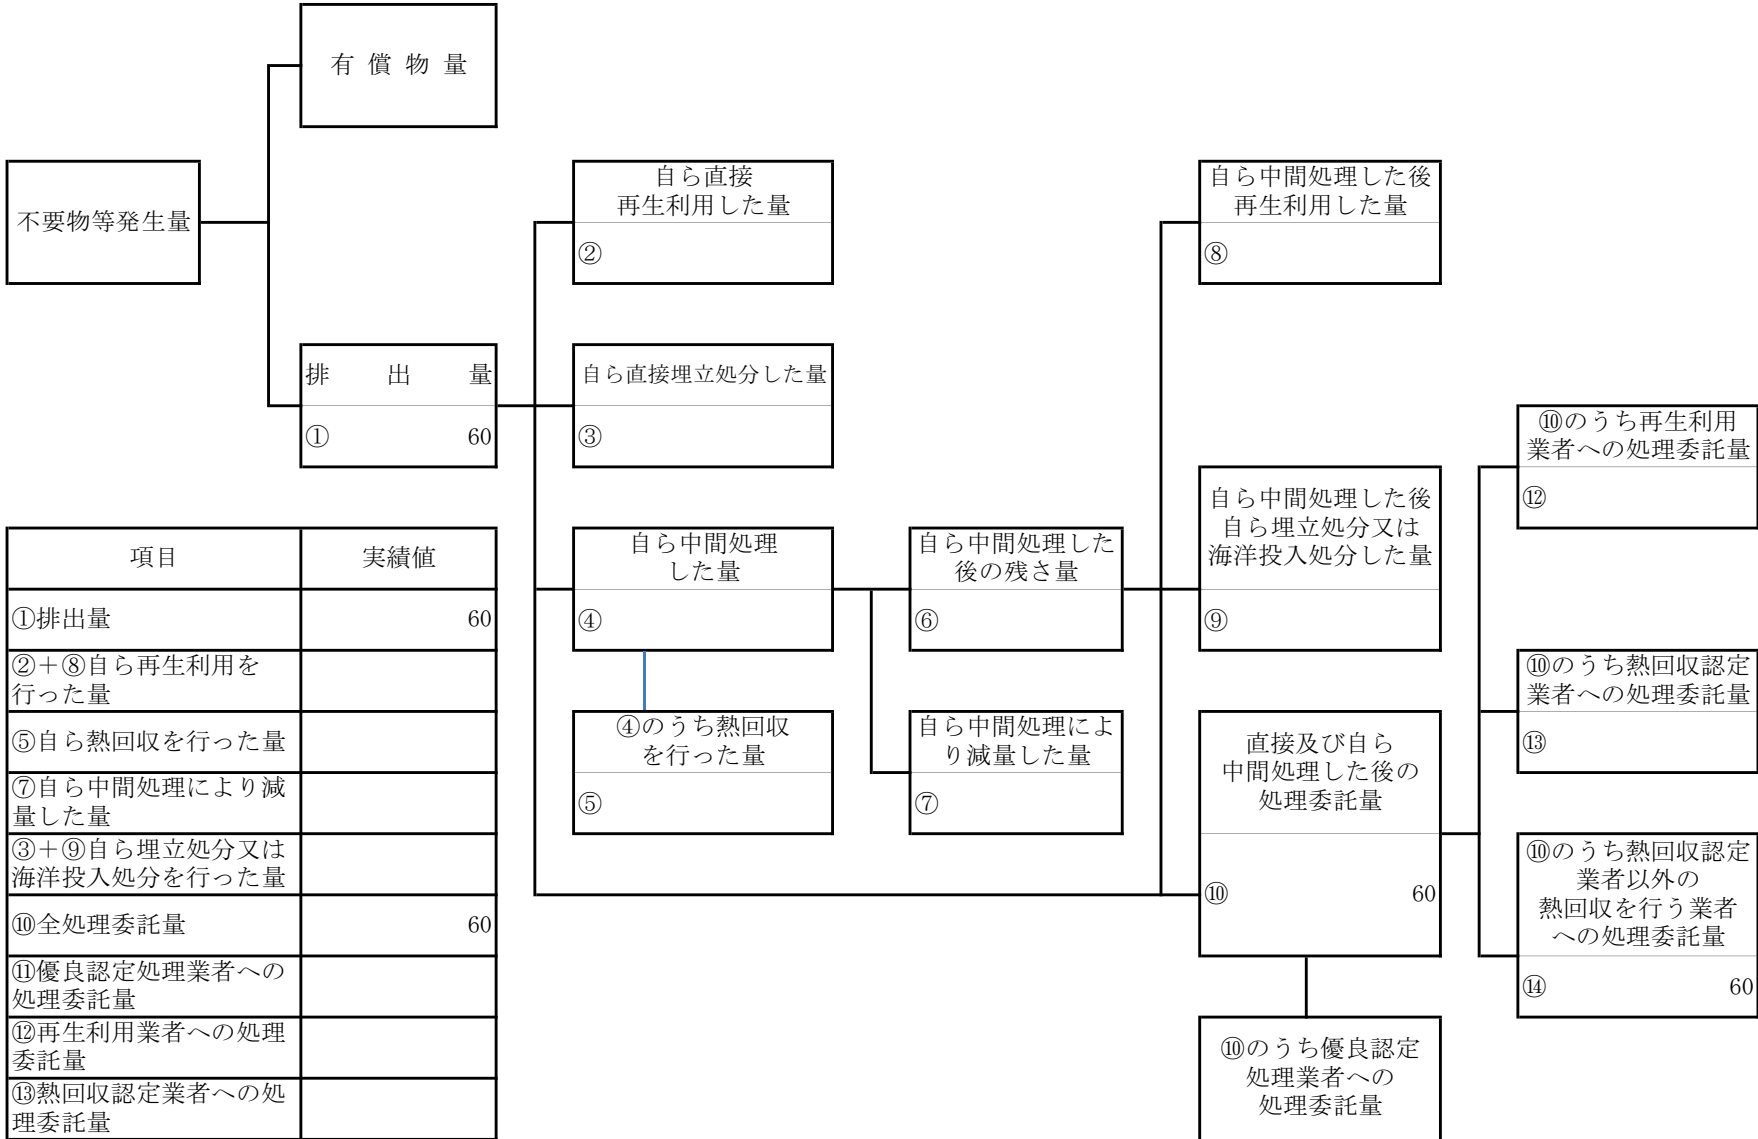 有償物量
不要物等発生量
自ら直接
再生利用した量
②
自ら中間処理した後
再生利用した量
⑧
排出量
① 60
自ら直接埋立処分した量
③
⑩のうち再生利用
業者への処理委託量
⑫
自ら中間処理した後
自ら埋立処分又は
海洋投入処分した量
⑨
自ら中間処理
した量
④
自ら中間処理した
後の残さ量
⑥
⑩のうち熱回収認定
業者への処理委託量
⑬
④のうち熱回収
を行った量
⑤
自ら中間処理によ
り減量した量
⑦
直接及び自ら
中間処理した後の
処理委託量
⑩ 60
⑩のうち熱回収認定
業者以外の
熱回収を行う業者
への処理委託量
⑭ 60
⑩のうち優良認定
処理業者への
処理委託量
項目 実績値
①排出量 60
②+⑧自ら再生利用を
行った量
⑤自ら熱回収を行った量
⑦自ら中間処理により減
量した量
③+⑨自ら埋立処分又は
海洋投入処分を行った量
⑩全処理委託量 60
⑪優良認定処理業者への
処理委託量
⑫再生利用業者への処理
委託量
⑬熱回収認定業者への処
理委託量